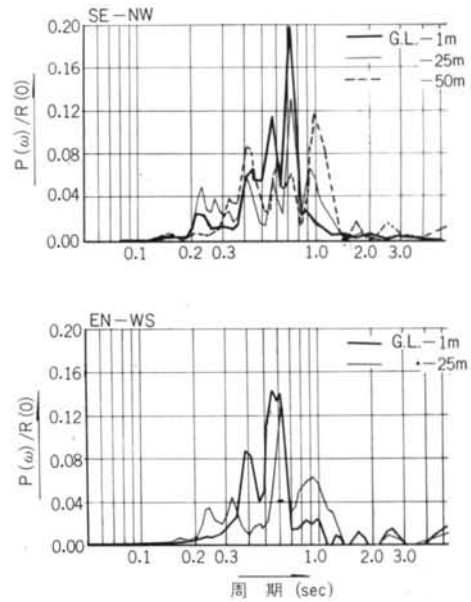 SE-NW
G.L.-1m
-25m
-50m
P(ω)/R(0)
0.20
0.16
0.12
0.08
0.04
0.00
0.1 0.2 0.3 1.0 2.0 3.0
EN-WS
G.L.-1m
-25m
P(ω)/R(0)
0.20
0.16
0.12
0.08
0.04
0.00
0.1 0.2 0.3 1.0 2.0 3.0
周 期 (sec)